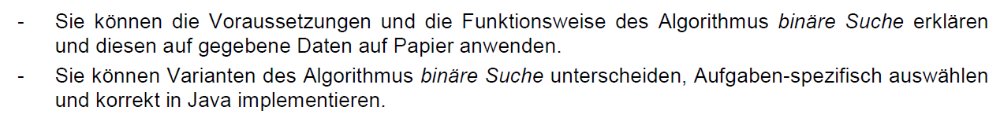 - Sie können die Voraussetzungen und die Funktionsweise des Algorithmus binäre Suche erklären
und diesen auf gegebene Daten auf Papier anwenden.
- Sie können Varianten des Algorithmus binäre Suche unterscheiden, Aufgaben-spezifisch auswählen
und korrekt in Java implementieren.